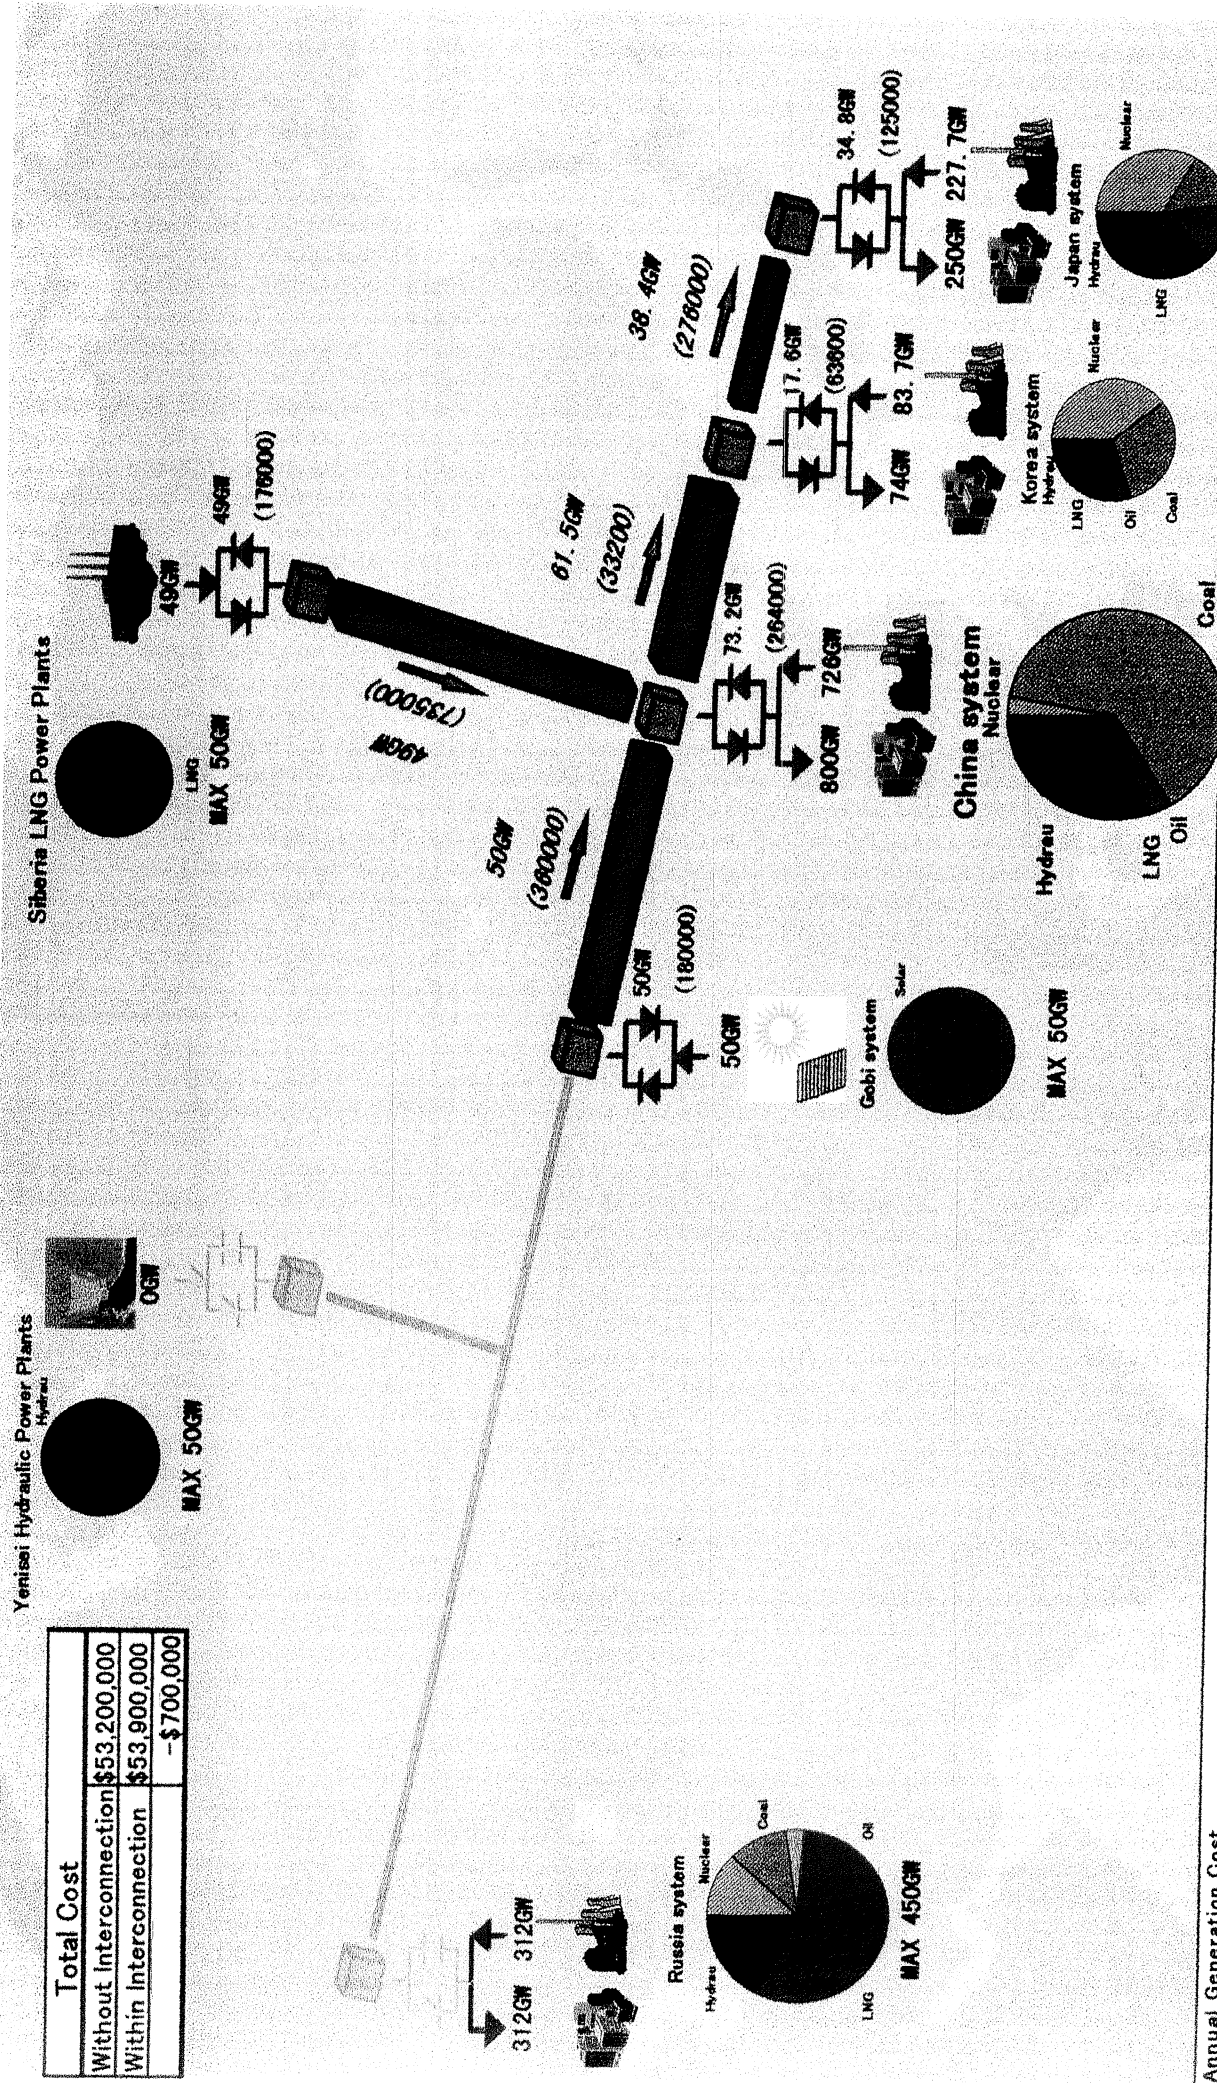 Total Cost
Without Interconnection $53,200,000
Within Interconnection $53,900,000
-$700,000
Yenisei Hydraulic Power Plants
Hydrau
MAX 50GW
0GW
Siberia LNG Power Plants
LNG
MAX 50GW
49GW
49GW
(176000)
49GW
(735000)
50GW
(360000)
61.5GW
(33200)
38.4GW
(276000)
50GW
(180000)
50GW
Gobi system
Solar
MAX 50GW
73.2GW
(264000)
800GW 726GW
China system
Nuclear
Hydrau
LNG
Oil
Coal
17.6GW
(63600)
74GW 83.7GW
Korea system
Hydrau
Nuclear
LNG
Oil
Coal
34.8GW
(125000)
250GW 227.7GW
Japan system
Hydrau
Nuclear
LNG
312GW 312GW
Russia system
Hydrau
Nuclear
Coal
Oil
LNG
MAX 450GW
Annual Generation Cost